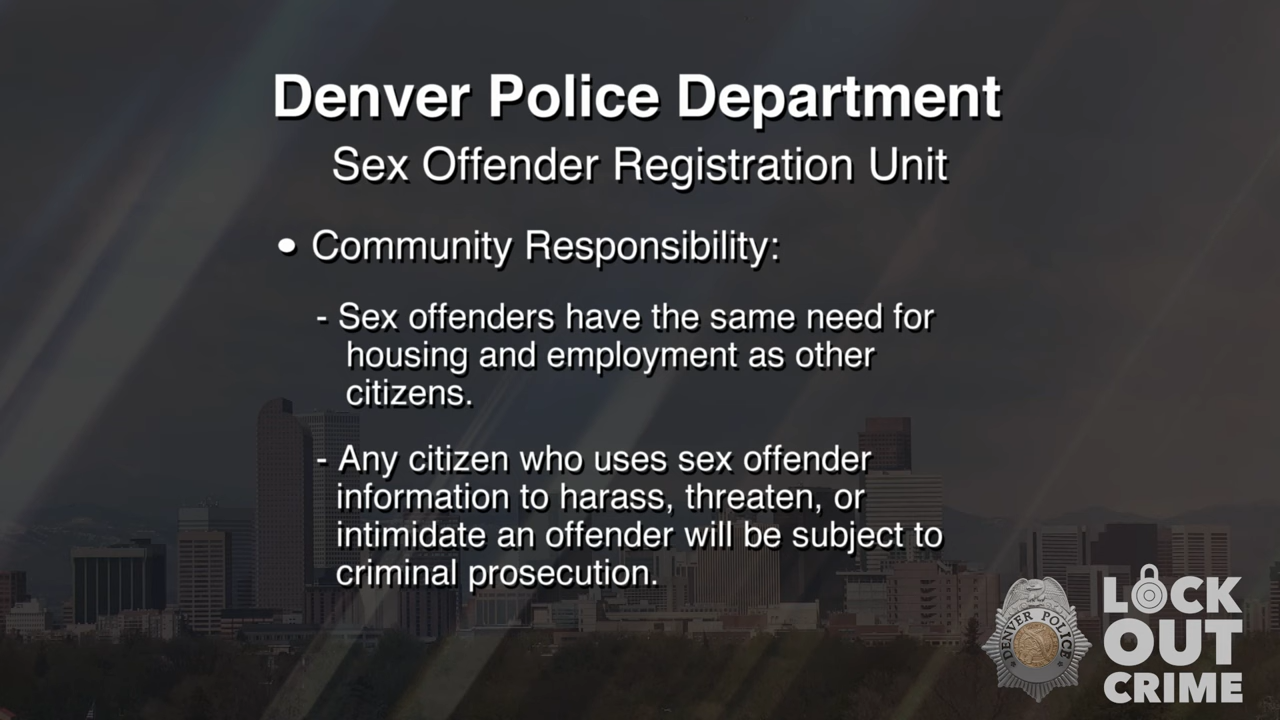 Denver Police Department
Sex Offender Registration Unit
• Community Responsibility:
- Sex offenders have the same need for
housing and employment as other
citizens.
- Any citizen who uses sex offender
information to harass, threaten, or
intimidate an offender will be subject to
criminal prosecution.
DENVER POLICE
LOCK
OUT
CRIME